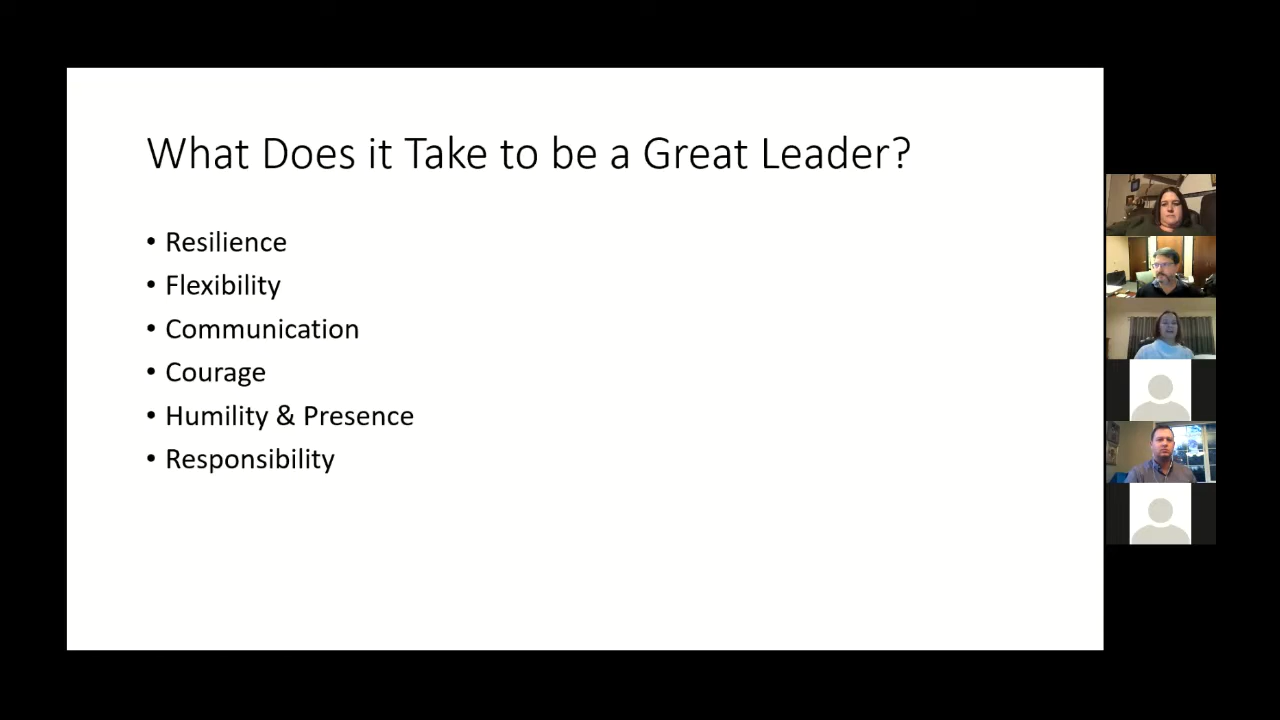 What Does it Take to be a Great Leader?
• Resilience
• Flexibility
• Communication
• Courage
• Humility & Presence
• Responsibility